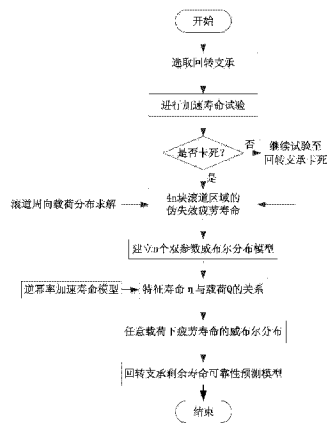 开始
选取回转支承
进行加速寿命试验
是否卡死?
否
继续试验至
回转支承卡死
是
滚道周向载荷分布求解
4n块滚道区域的
伪失效疲劳寿命
建立n个双参数威布尔分布模型
逆幂率加速寿命模型
特征寿命η与载荷Q的关系
任意载荷下疲劳寿命的威布尔分布
回转支承剩余寿命可靠性预测模型
结束